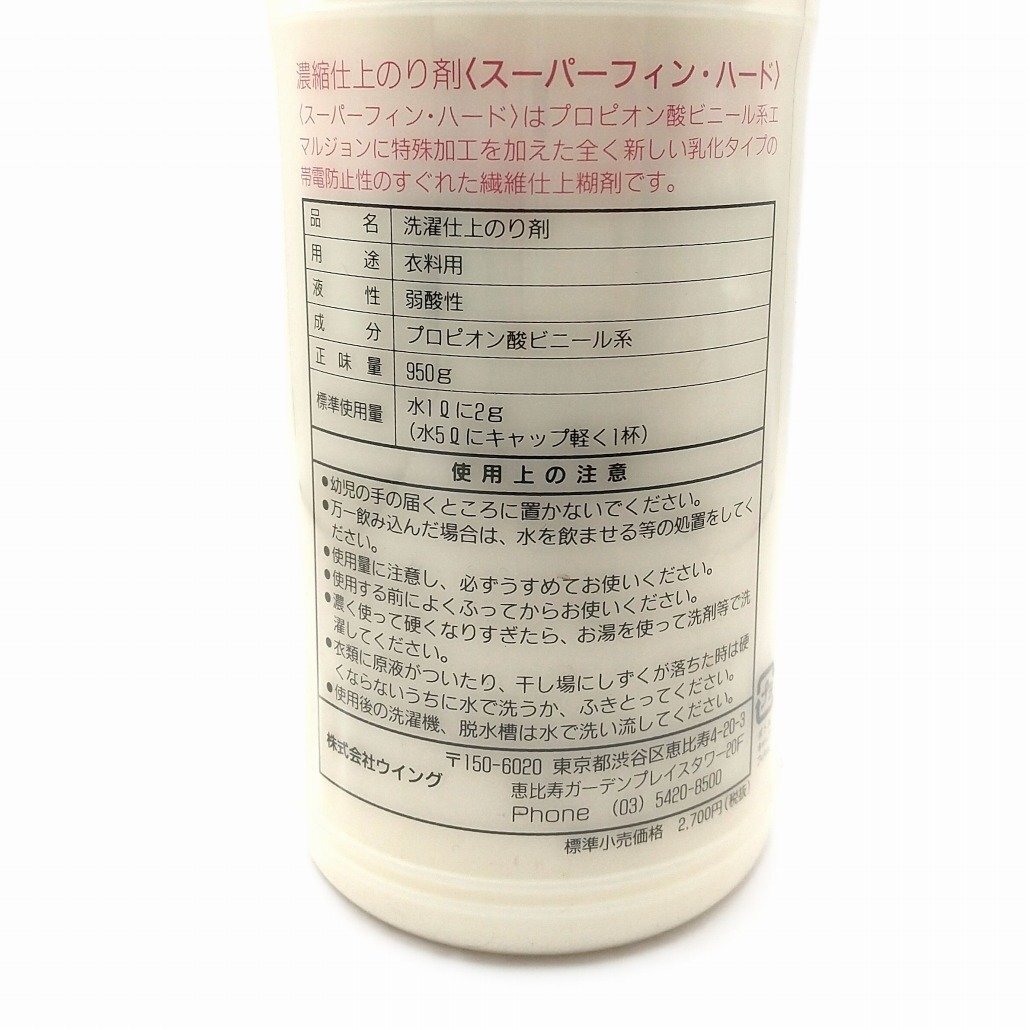 濃縮仕上のり剤〈スーパーフィン・ハード〉
〈スーパーフィン・ハード〉はプロピオン酸ビニール系エ
マルジョンに特殊加工を加えた全く新しい乳化タイプの
帯電防止性のすぐれた繊維仕上糊剤です。
品名 洗濯仕上のり剤
用途 衣料用
液性 弱酸性
成分 プロピオン酸ビニール系
正味量 950g
標準使用量 水1ℓに2g
(水5ℓにキャップ軽く1杯)
使用上の注意
●幼児の手の届くところに置かないでください。
●万一飲み込んだ場合は、水を飲ませる等の処置をしてく
ださい。
●使用量に注意し、必ずうすめてお使いください。
●使用する前によくふってからお使いください。
●濃く使って硬くなりすぎたら、お湯を使って洗剤等で洗
濯してください。
●衣類に原液がついたり、干し場にしずくが落ちた時は硬
くならないうちに水で洗うか、ふきとってください。
●使用後の洗濯機、脱水槽は水で洗い流してください。
株式会社ウイング 〒150-6020 東京都渋谷区恵比寿4-20-3
恵比寿ガーデンプレイスタワー20F
Phone (03) 5420-8500
標準小売価格 2,700円(税抜)